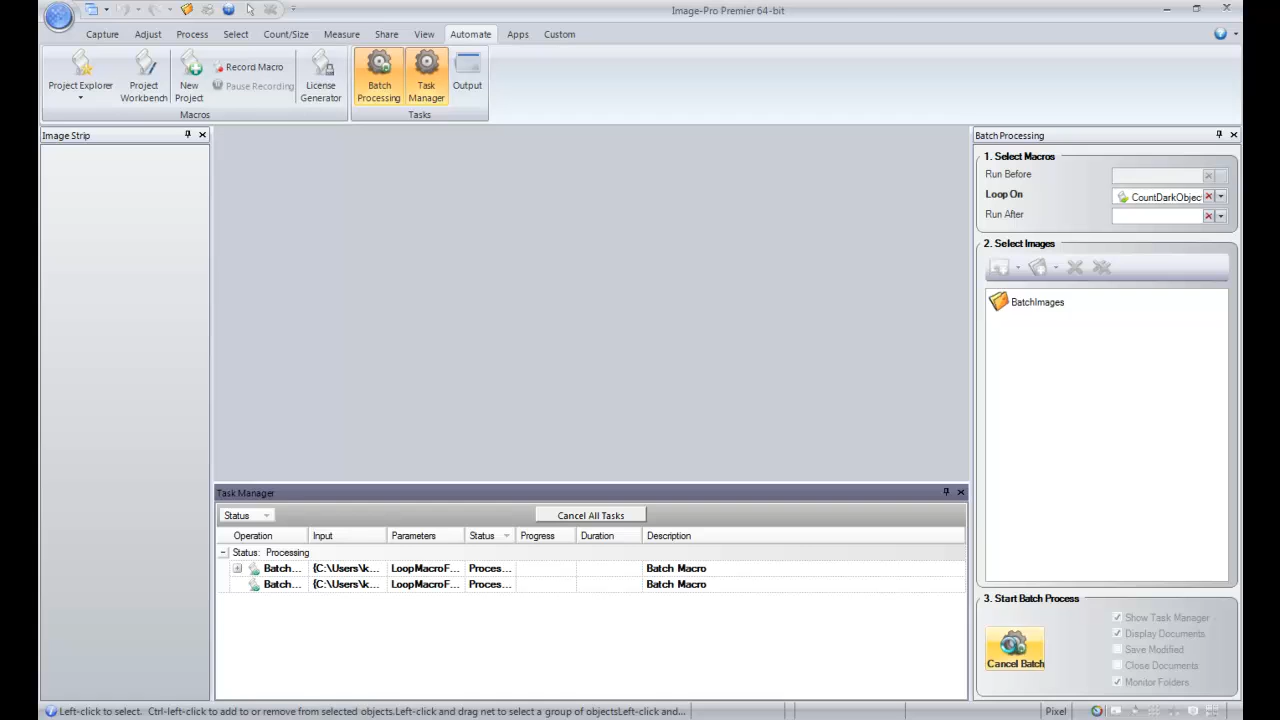 Image-Pro Premier 64-bit
Capture Adjust Process Select Count/Size Measure Share View Automate Apps Custom
Project Explorer
Project Workbench
New Project
Record Macro
Pause Recording
License Generator
Batch Processing
Task Manager
Output
Macros
Tasks
Image Strip
Batch Processing
1. Select Macros
Run Before
Loop On CountDarkObjec
Run After
2. Select Images
BatchImages
Task Manager
Status Cancel All Tasks
Operation Input Parameters Status Progress Duration Description
Status: Processing
Batch... {C:\Users\k... LoopMacroF... Proces... Batch Macro
Batch... {C:\Users\k... LoopMacroF... Proces... Batch Macro
3. Start Batch Process
Cancel Batch
Show Task Manager
Display Documents
Save Modified
Close Documents
Monitor Folders
Left-click to select. Ctrl-left-click to add to or remove from selected objects.Left-click and drag net to select a group of objectsLeft-click and...
Pixel